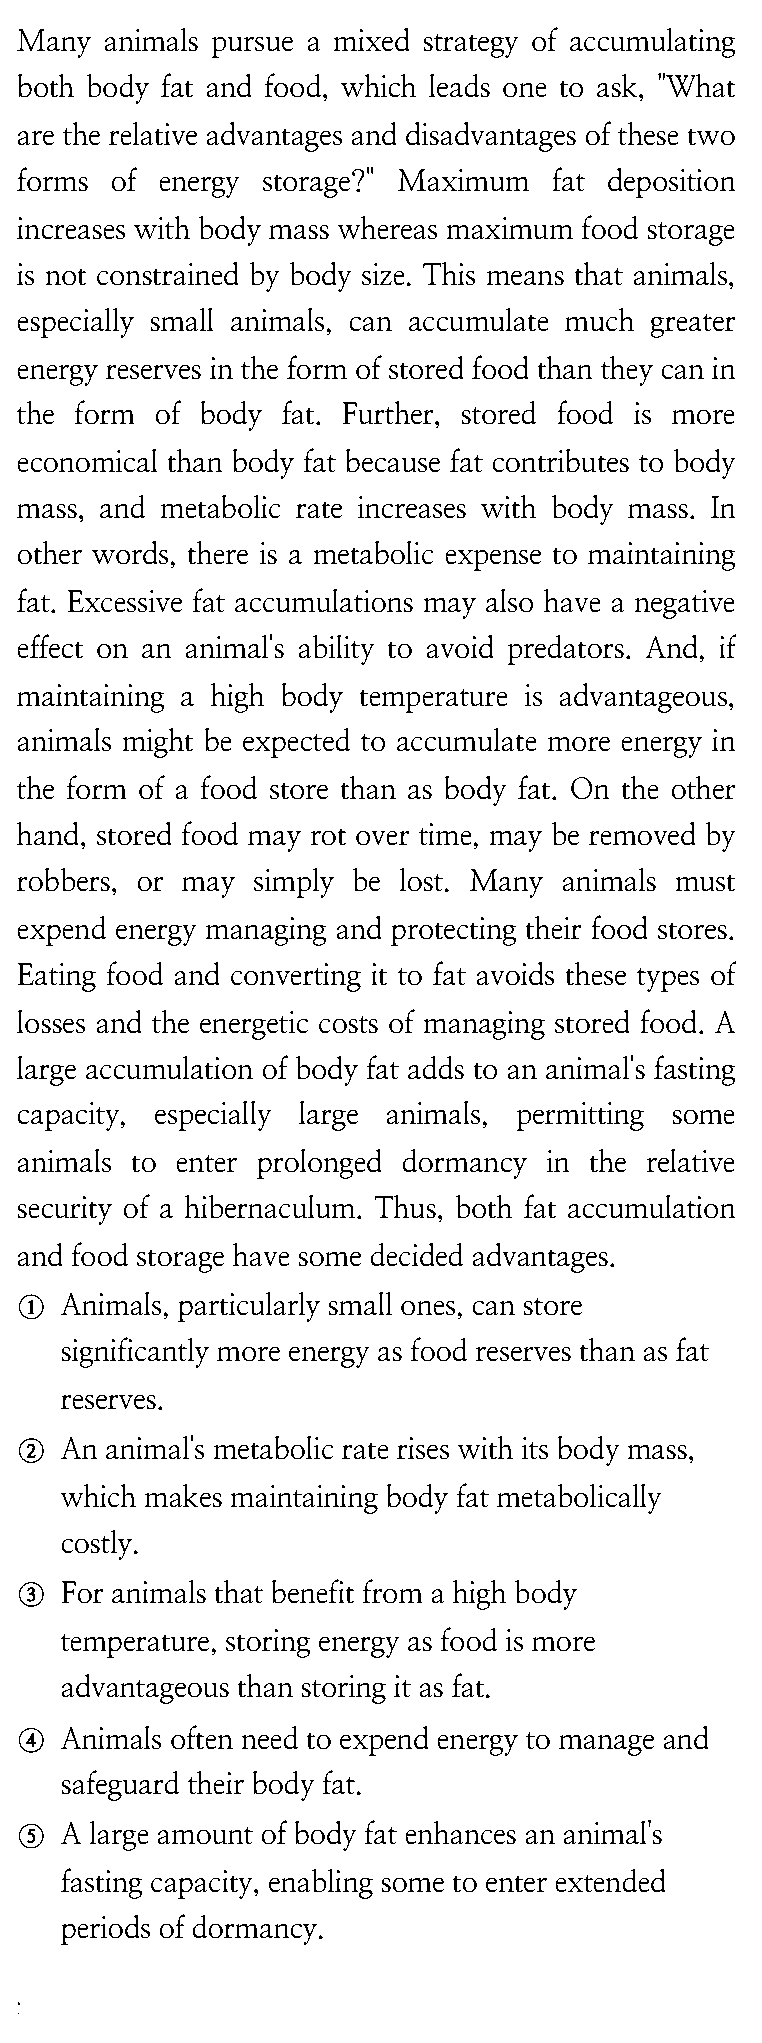 Many animals pursue a mixed strategy of accumulating
both body fat and food, which leads one to ask, "What
are the relative advantages and disadvantages of these two
forms of energy storage?" Maximum fat deposition
increases with body mass whereas maximum food storage
is not constrained by body size. This means that animals,
especially small animals, can accumulate much greater
energy reserves in the form of stored food than they can in
the form of body fat. Further, stored food is more
economical than body fat because fat contributes to body
mass, and metabolic rate increases with body mass. In
other words, there is a metabolic expense to maintaining
fat. Excessive fat accumulations may also have a negative
effect on an animal's ability to avoid predators. And, if
maintaining a high body temperature is advantageous,
animals might be expected to accumulate more energy in
the form of a food store than as body fat. On the other
hand, stored food may rot over time, may be removed by
robbers, or may simply be lost. Many animals must
expend energy managing and protecting their food stores.
Eating food and converting it to fat avoids these types of
losses and the energetic costs of managing stored food. A
large accumulation of body fat adds to an animal's fasting
capacity, especially large animals, permitting some
animals to enter prolonged dormancy in the relative
security of a hibernaculum. Thus, both fat accumulation
and food storage have some decided advantages.
① Animals, particularly small ones, can store
significantly more energy as food reserves than as fat
reserves.
② An animal's metabolic rate rises with its body mass,
which makes maintaining body fat metabolically
costly.
③ For animals that benefit from a high body
temperature, storing energy as food is more
advantageous than storing it as fat.
④ Animals often need to expend energy to manage and
safeguard their body fat.
⑤ A large amount of body fat enhances an animal's
fasting capacity, enabling some to enter extended
periods of dormancy.